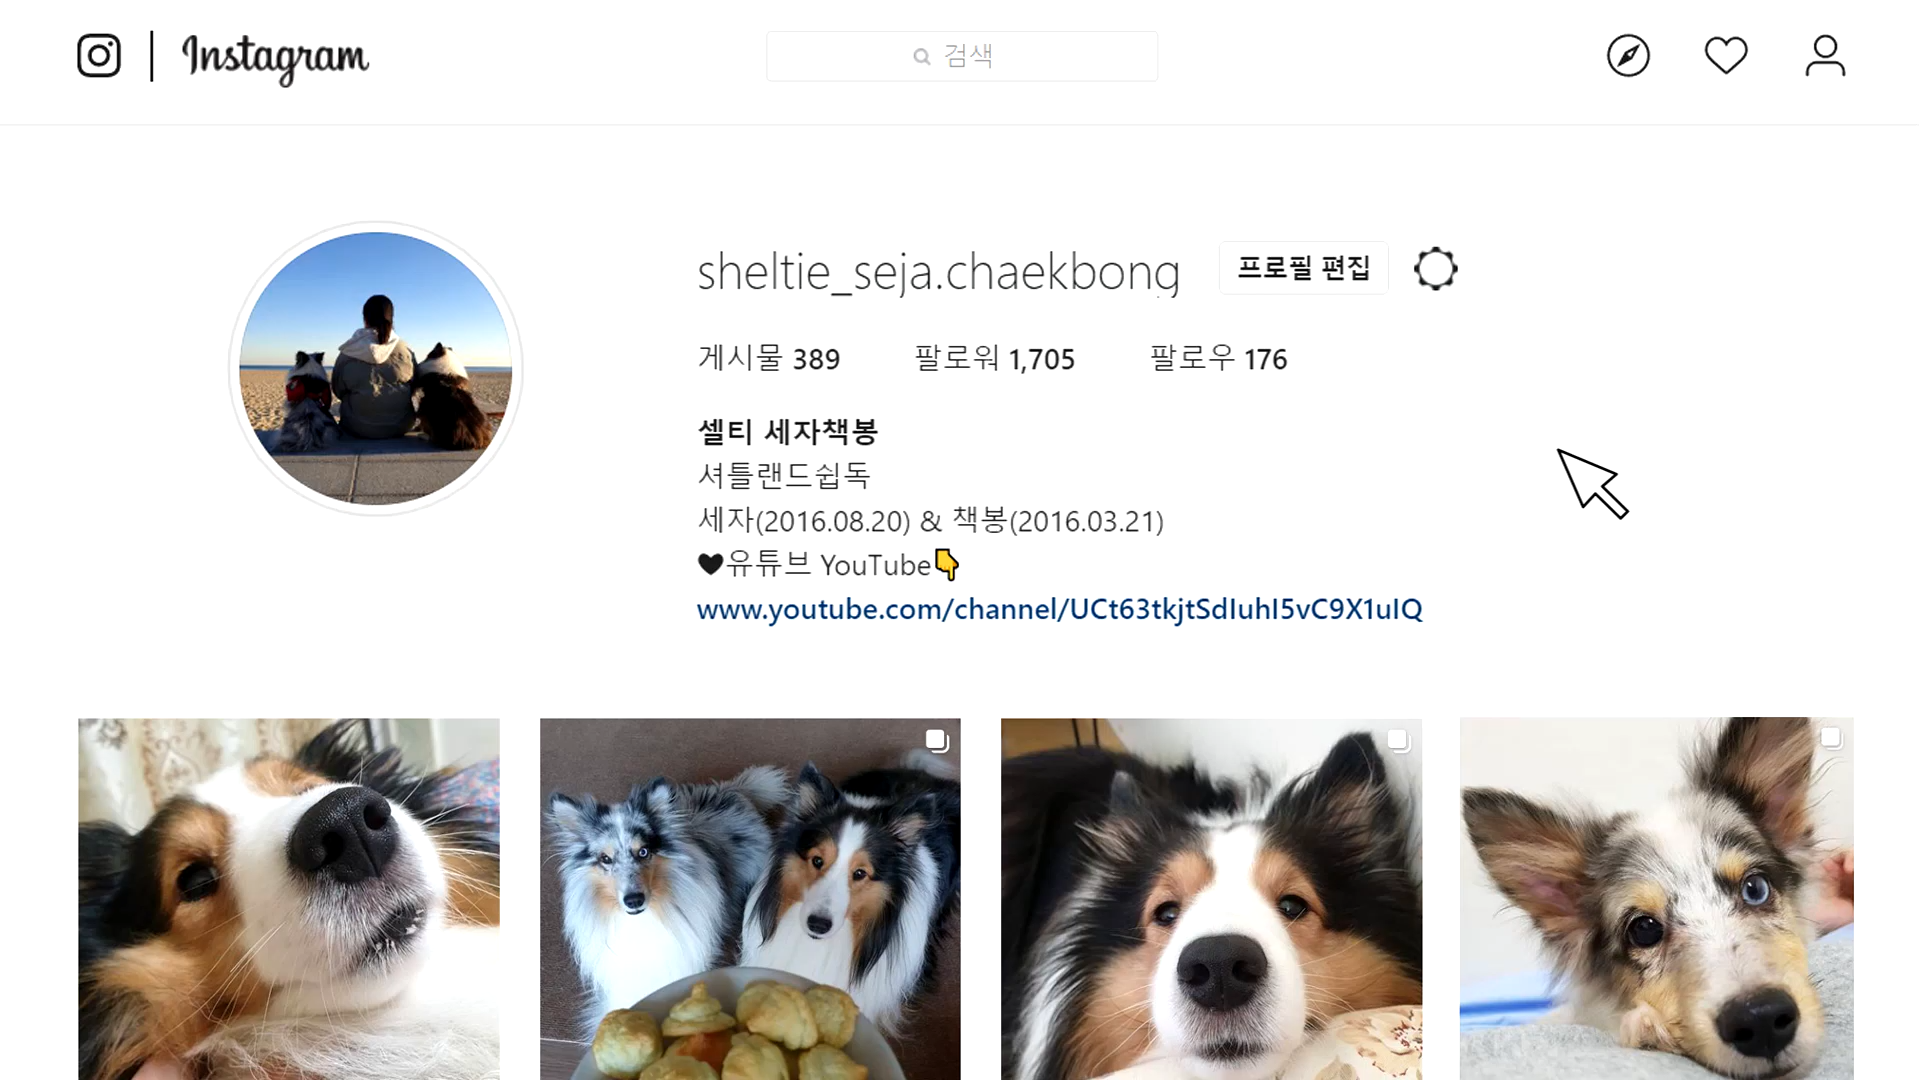 Instagram
검색
sheltie_seja.chaekbong
프로필 편집
게시물 389 팔로워 1,705 팔로우 176
셀티 세자책봉
셔틀랜드쉽독
세자(2016.08.20) & 책봉(2016.03.21)
♥유튜브 YouTube👇
www.youtube.com/channel/UCt63tkjtSdIuhI5vC9X1uIQ